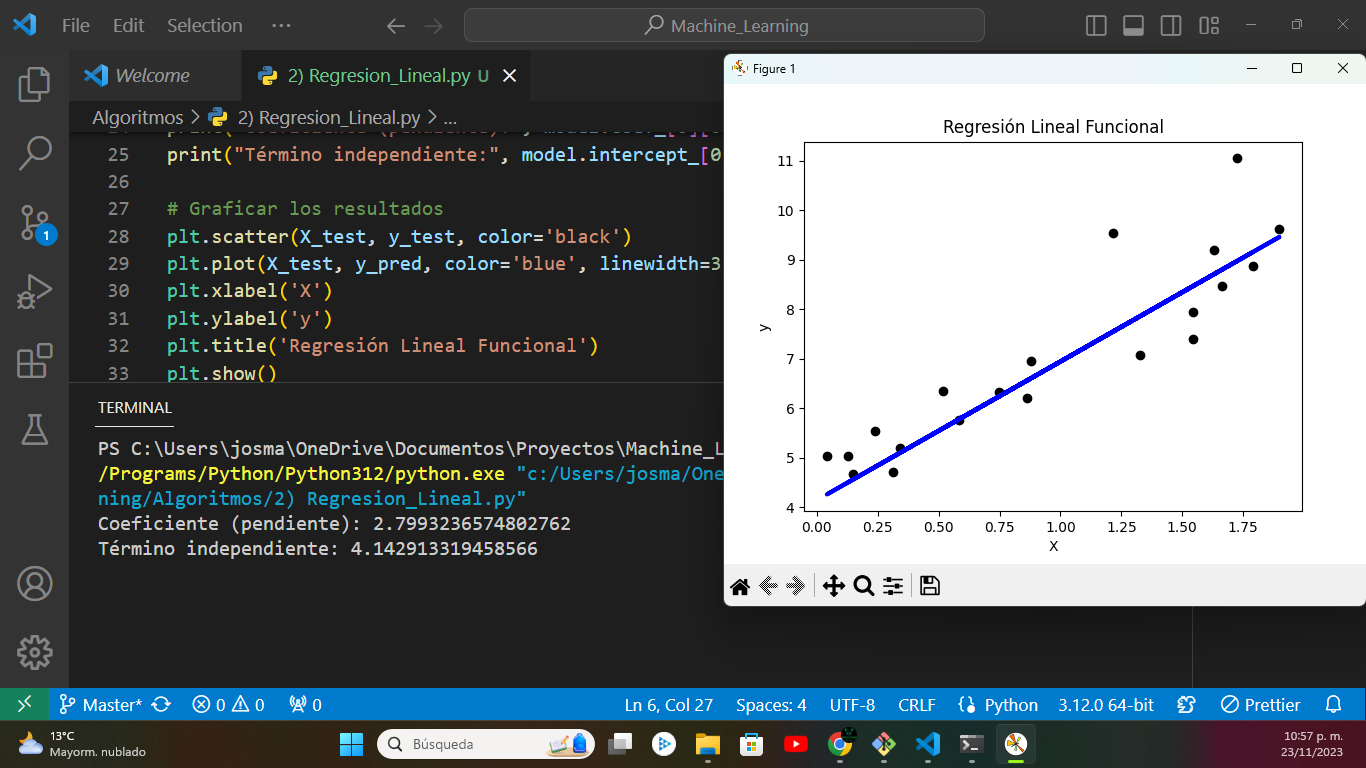 File Edit Selection ···
Machine_Learning
Welcome
2) Regresion_Lineal.py U
Algoritmos > 2) Regresion_Lineal.py > ...
25 print("Término independiente:", model.intercept_[0
26
27 # Graficar los resultados
28 plt.scatter(X_test, y_test, color='black')
29 plt.plot(X_test, y_pred, color='blue', linewidth=3
30 plt.xlabel('X')
31 plt.ylabel('y')
32 plt.title('Regresión Lineal Funcional')
33 plt.show()
TERMINAL
PS C:\Users\josma\OneDrive\Documentos\Proyectos\Machine_L
/Programs/Python/Python312/python.exe "c:/Users/josma/One
ning/Algoritmos/2) Regresion_Lineal.py"
Coeficiente (pendiente): 2.7993236574802762
Término independiente: 4.142913319458566
Figure 1
Regresión Lineal Funcional
11
10
9
8
7
6
5
4
y
0.00 0.25 0.50 0.75 1.00 1.25 1.50 1.75
X
1
Master* 0 0 0
Ln 6, Col 27 Spaces: 4 UTF-8 CRLF Python 3.12.0 64-bit Prettier
13°C
Mayorm. nublado
Búsqueda
10:57 p. m.
23/11/2023